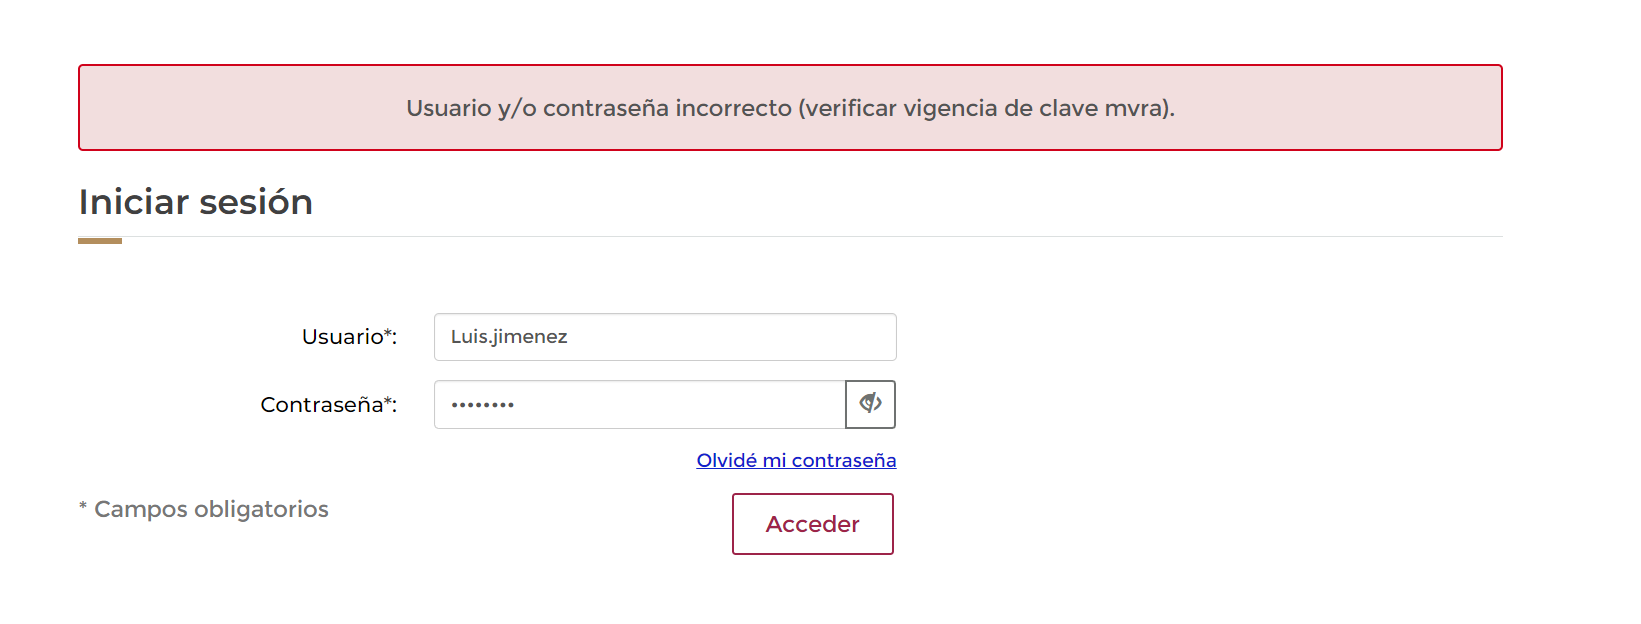 Usuario y/o contraseña incorrecto (verificar vigencia de clave mvra).
Iniciar sesión
Usuario*:
Luis.jimenez
Contraseña*:
••••••••
Olvidé mi contraseña
* Campos obligatorios
Acceder